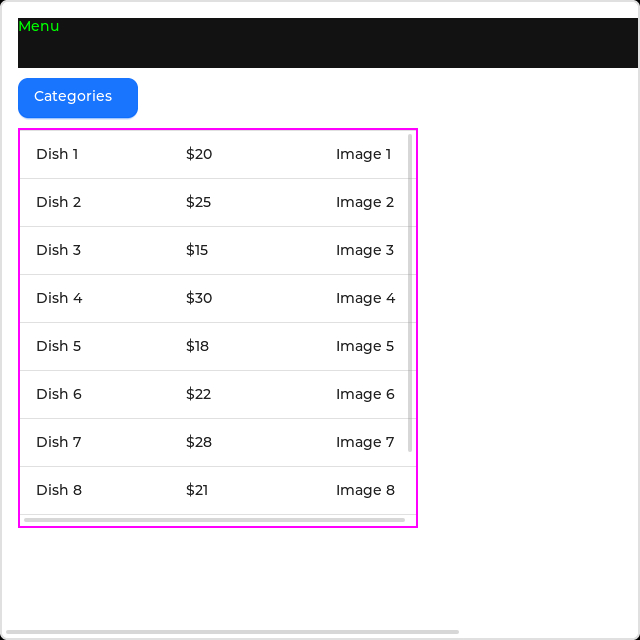 Menu
Categories
Dish 1 $20 Image 1
Dish 2 $25 Image 2
Dish 3 $15 Image 3
Dish 4 $30 Image 4
Dish 5 $18 Image 5
Dish 6 $22 Image 6
Dish 7 $28 Image 7
Dish 8 $21 Image 8